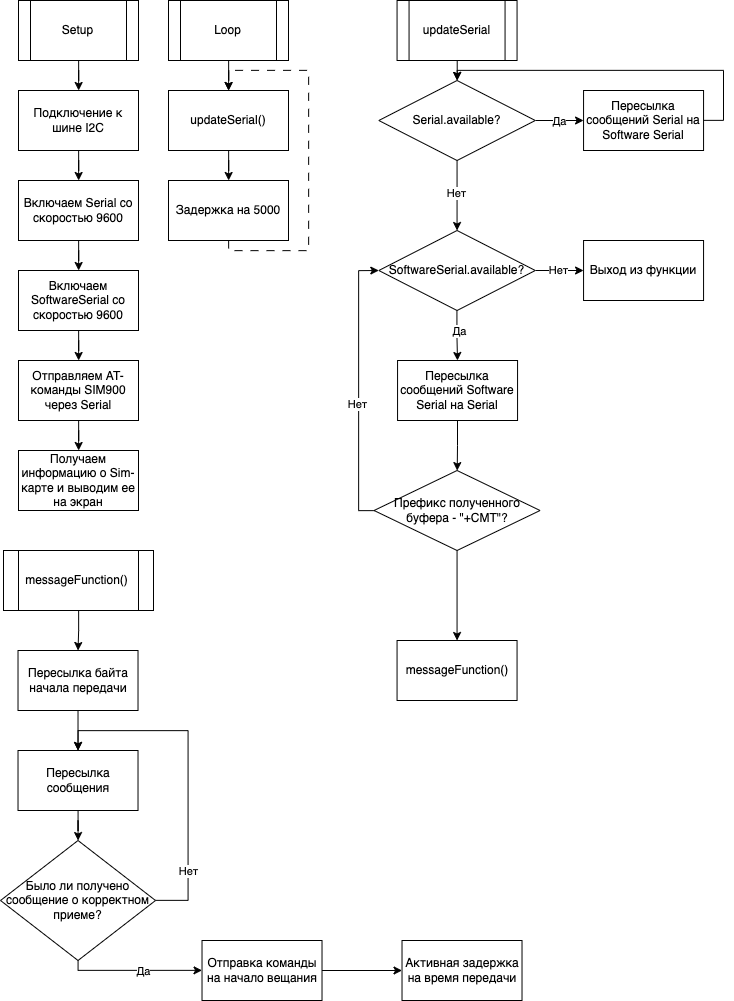 Setup
Подключение к
шине I2C
Включаем Serial со
скоростью 9600
Включаем
SoftwareSerial со
скоростью 9600
Отправляем AT-
команды SIM900
через Serial
Получаем
информацию о Sim-
карте и выводим ее
на экран
Loop
updateSerial()
Задержка на 5000
updateSerial
Serial.available?
Да
Пересылка
сообщений Serial на
Software Serial
Нет
SoftwareSerial.available?
Нет
Выход из функции
Да
Пересылка
сообщений Software
Serial на Serial
Нет
Префикс полученного
буфера - "+CMT"?
messageFunction()
messageFunction()
Пересылка байта
начала передачи
Пересылка
сообщения
Нет
Было ли получено
сообщение о корректном
приеме?
Да
Отправка команды
на начало вещания
Активная задержка
на время передачи